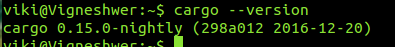 viki@Vigneshwer:~$ cargo --version
cargo 0.15.0-nightly (298a012 2016-12-20)
viki@Vigneshwer:~$